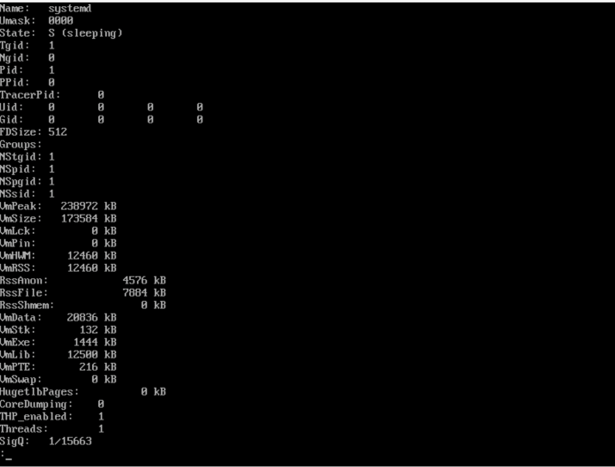 Name:   systemd
Umask:  0000
State:  S (sleeping)
Tgid:   1
Ngid:   0
Pid:    1
PPid:   0
TracerPid:      0
Uid:    0       0       0       0
Gid:    0       0       0       0
FDSize: 512
Groups:
NStgid: 1
NSpid:  1
NSpgid: 1
NSsid:  1
VmPeak:   238972 kB
VmSize:   173584 kB
VmLck:         0 kB
VmPin:         0 kB
VmHWM:     12460 kB
VmRSS:     12460 kB
RssAnon:            4576 kB
RssFile:            7884 kB
RssShmem:              0 kB
VmData:    20836 kB
VmStk:       132 kB
VmExe:      1444 kB
VmLib:     12500 kB
VmPTE:       216 kB
VmSwap:        0 kB
HugetlbPages:          0 kB
CoreDumping:    0
THP_enabled:    1
Threads:        1
SigQ:   1/15663
:_